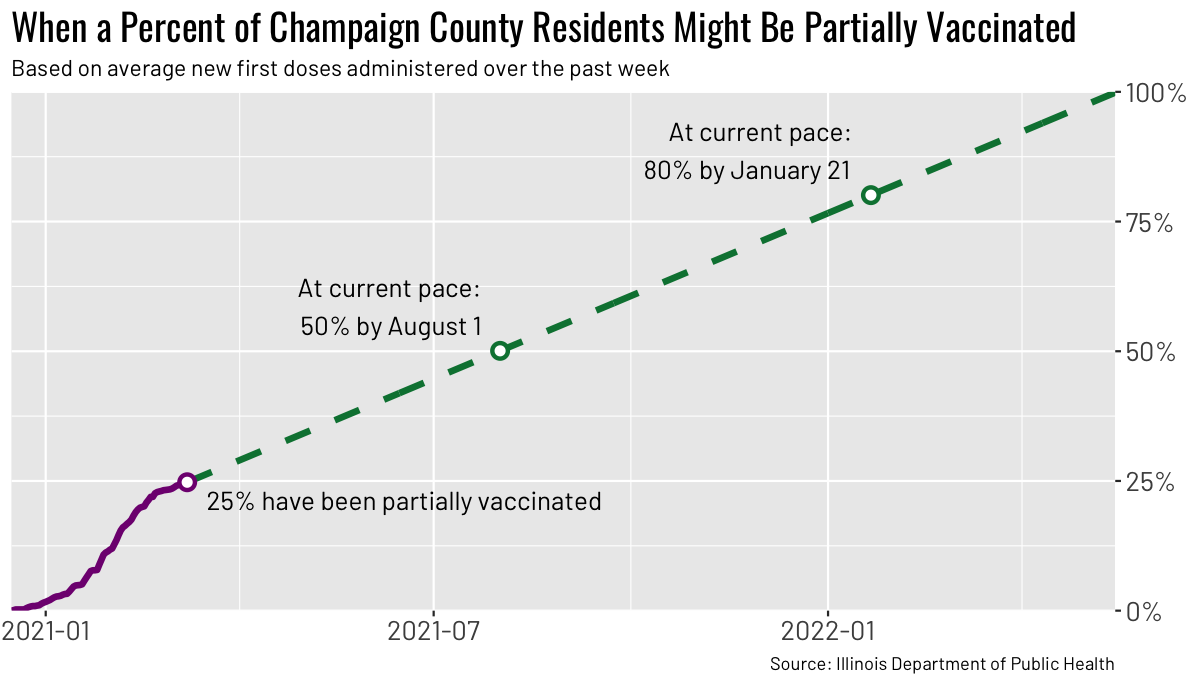 When a Percent of Champaign County Residents Might Be Partially Vaccinated
Based on average new first doses administered over the past week
100%
At current pace:
80% by January 21
75%
At current pace:
50% by August 1
50%
25%
25% have been partially vaccinated
0%
2021-01
2021-07
2022-01
Source: Illinois Department of Public Health